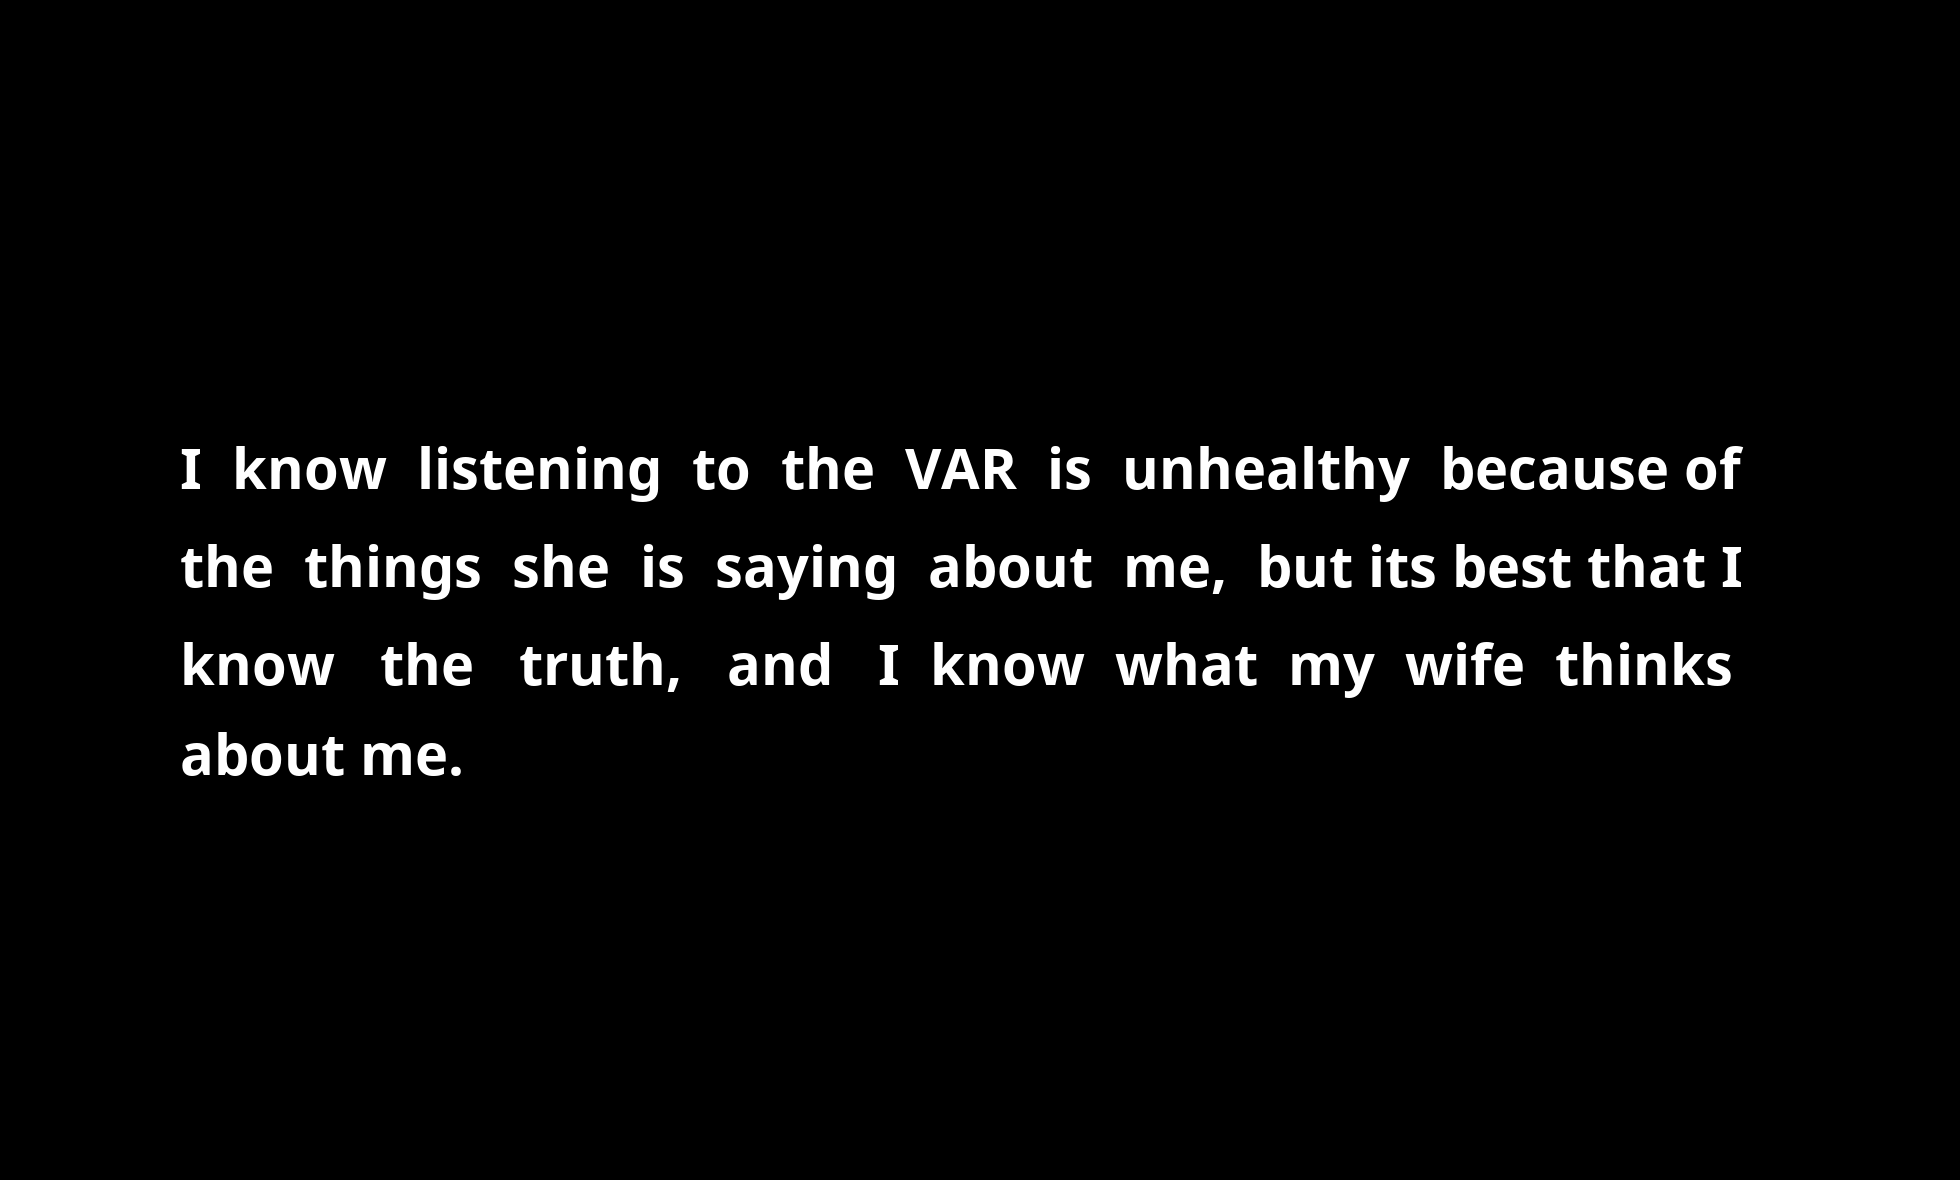 I know listening to the VAR is unhealthy because of
the things she is saying about me, but its best that I
know the truth, and I know what my wife thinks
about me.